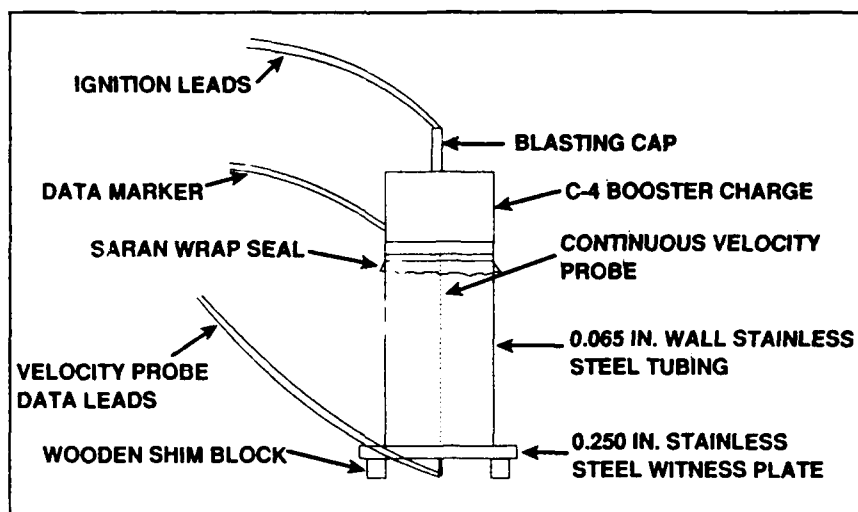 IGNITION LEADS
BLASTING CAP
DATA MARKER
C-4 BOOSTER CHARGE
SARAN WRAP SEAL
CONTINUOUS VELOCITY
PROBE
0.065 IN. WALL STAINLESS
STEEL TUBING
VELOCITY PROBE
DATA LEADS
WOODEN SHIM BLOCK
0.250 IN. STAINLESS
STEEL WITNESS PLATE